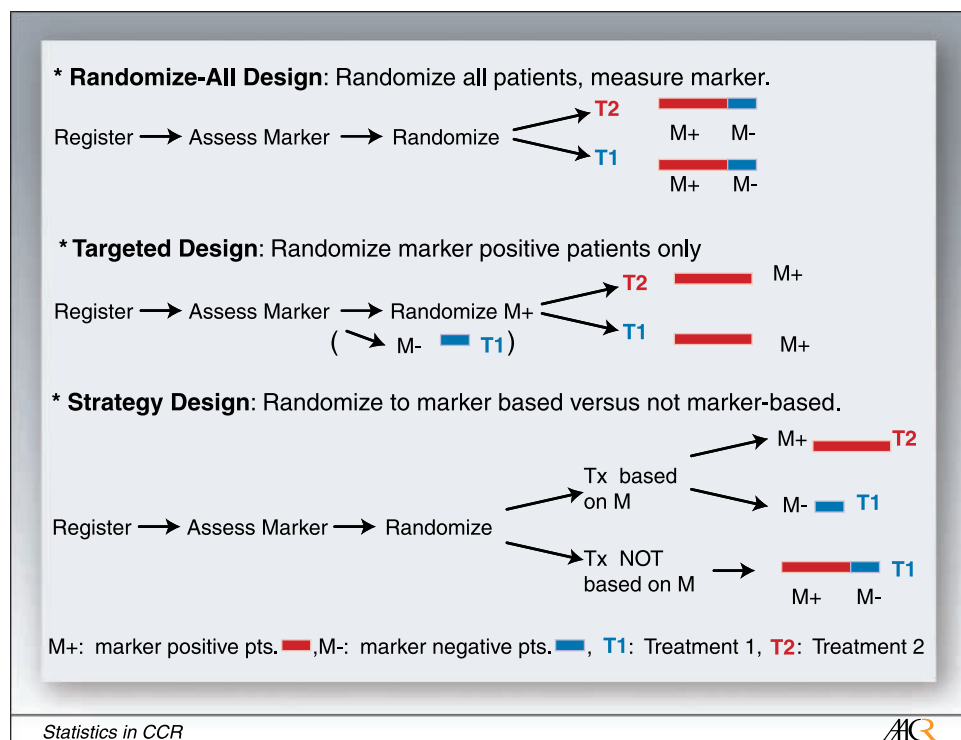 * Randomize-All Design: Randomize all patients, measure marker.
Register Assess Marker Randomize
T2
M+ M-
T1
M+ M-
* Targeted Design: Randomize marker positive patients only
Register Assess Marker Randomize M+
T2 M+
T1 M+
( M- T1)
* Strategy Design: Randomize to marker based versus not marker-based.
Register Assess Marker Randomize
Tx based
on M
M+ T2
M- T1
Tx NOT
based on M
T1
M+ M-
M+: marker positive pts. ,M-: marker negative pts. , T1: Treatment 1, T2: Treatment 2
Statistics in CCR
AACR